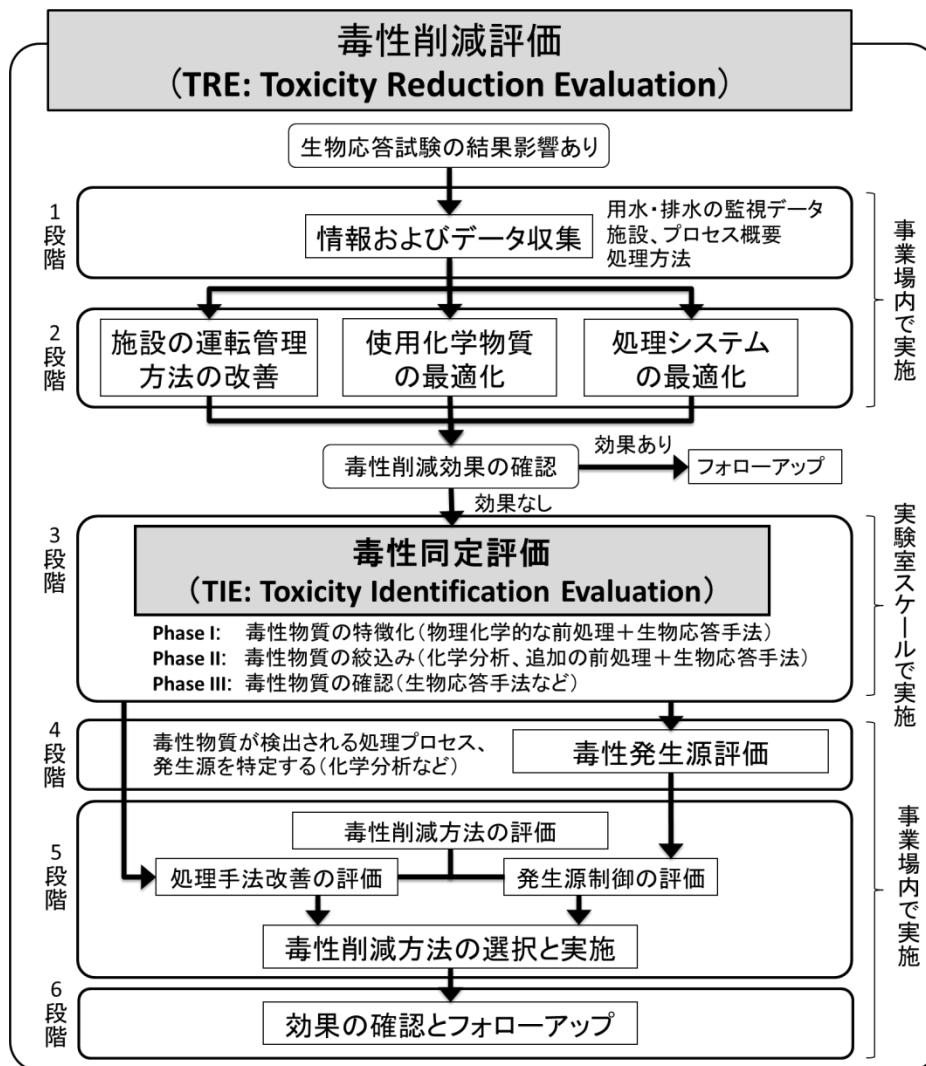 毒性削減評価
（TRE: Toxicity Reduction Evaluation）
生物応答試験の結果影響あり
1段階
情報およびデータ収集
用水・排水の監視データ
施設、プロセス概要
処理方法
事業場内で実施
2段階
施設の運転管理
方法の改善
使用化学物質
の最適化
処理システム
の最適化
毒性削減効果の確認
効果あり
フォローアップ
効果なし
3段階
毒性同定評価
（TIE: Toxicity Identification Evaluation）
Phase I: 毒性物質の特徴化（物理化学的な前処理＋生物応答手法）
Phase II: 毒性物質の絞込み（化学分析、追加の前処理＋生物応答手法）
Phase III: 毒性物質の確認（生物応答手法など）
実験室スケールで実施
4段階
毒性物質が検出される処理プロセス、
発生源を特定する（化学分析など）
毒性発生源評価
5段階
毒性削減方法の評価
処理手法改善の評価
発生源制御の評価
毒性削減方法の選択と実施
事業場内で実施
6段階
効果の確認とフォローアップ